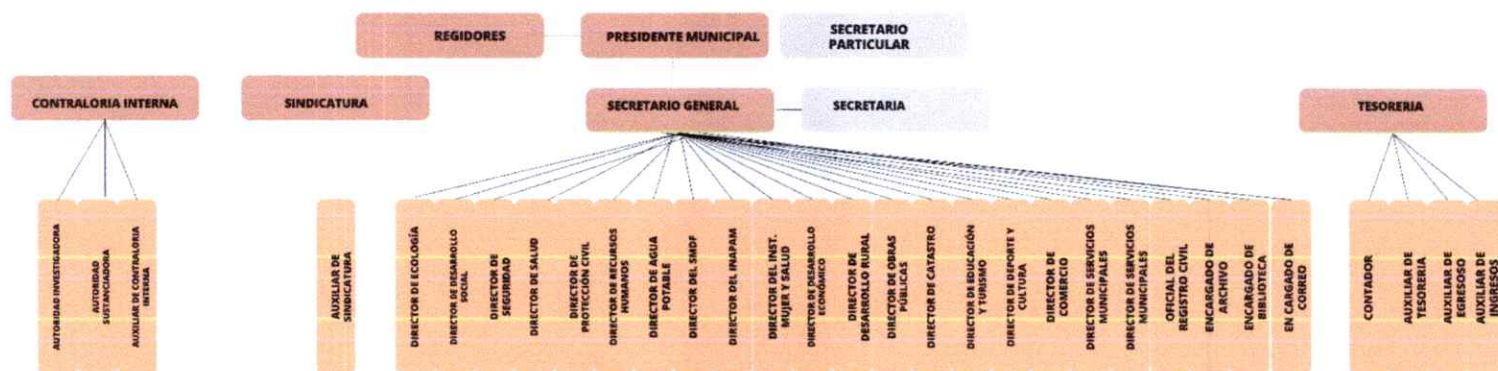 REGIDORES
PRESIDENTE MUNICIPAL
SECRETARIO
PARTICULAR
CONTRALORIA INTERNA
SINDICATURA
SECRETARIO GENERAL
SECRETARIA
TESORERIA
AUTORIDAD INVESTIGADORA
AUTORIDAD
SUSTANCIADORA
AUXILIAR DE CONTRALORIA
INTERNA
AUXILIAR DE
SINDICATURA
DIRECTOR DE ECOLOGÍA
DIRECTOR DE DESARROLLO
SOCIAL
DIRECTOR DE
SEGURIDAD
DIRECTOR DE SALUD
DIRECTOR DE
PROTECCIÓN CIVIL
DIRECTOR DE RECURSOS
HUMANOS
DIRECTOR DE AGUA
POTABLE
DIRECTOR DEL SMDF
DIRECTOR DEL INAPAM
DIRECTOR DEL INST.
MUJER Y SALUD
DIRECTOR DE DESARROLLO
ECONÓMICO
DIRECTOR DE
DESARROLLO RURAL
DIRECTOR DE OBRAS
PÚBLICAS
DIRECTOR DE CATASTRO
DIRECTOR DE EDUCACIÓN
Y TURISMO
DIRECTOR DE DEPORTE Y
CULTURA
DIRECTOR DE
COMERCIO
DIRECTOR DE SERVICIOS
MUNICIPALES
DIRECTOR DE SERVICIOS
MUNICIPALES
OFICIAL DEL
REGISTRO CIVIL
ENCARGADO DE
ARCHIVO
ENCARGADO DE
BIBLIOTECA
EN CARGADO DE
CORREO
CONTADOR
AUXILIAR DE
TESORERIA
AUXILIAR DE
EGRESOSO
AUXILIAR DE
INGRESOS